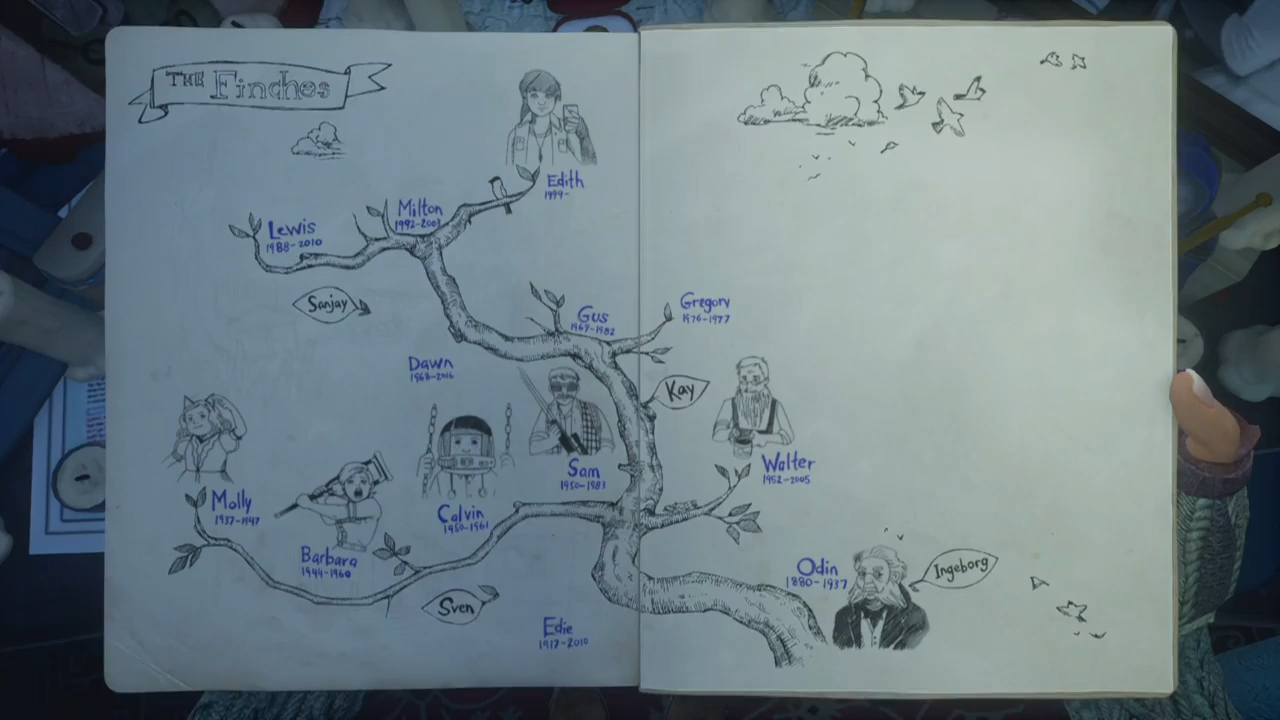 THE Finches
Edith
1999-
Milton
1992-2003
Lewis
1988-2010
Sanjay
Gus
1969-1982
Gregory
1976-1977
Dawn
1968-2016
Kay
Sam
1950-1983
Walter
1952-2005
Molly
1937-1947
Calvin
1950-1961
Barbara
1944-1960
Odin
1880-1937
Ingeborg
Sven
Edie
1917-2010